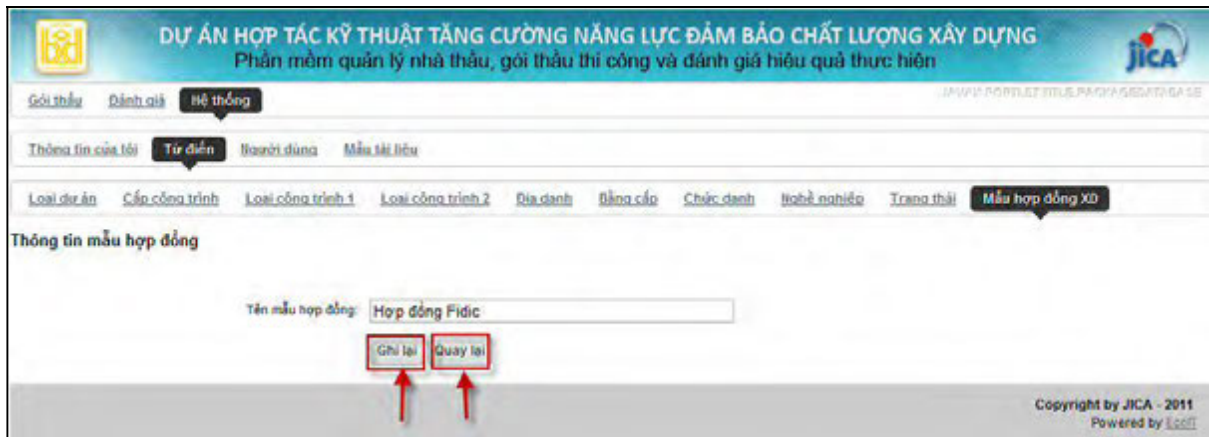 DỰ ÁN HỢP TÁC KỸ THUẬT TĂNG CƯỜNG NĂNG LỰC ĐẢM BẢO CHẤT LƯỢNG XÂY DỰNG
Phần mềm quản lý nhà thầu, gói thầu thi công và đánh giá hiệu quả thực hiện
jica
Gói thầu Đánh giá Hệ thống
JAVAX.PORTLET.TITLE.PACKAGEDATABASE
Thông tin của tôi Từ điển Người dùng Mẫu tài liệu
Loại dự án Cấp công trình Loại công trình 1 Loại công trình 2 Địa danh Bằng cấp Chức danh Nghề nghiệp Trạng thái Mẫu hợp đồng XD
Thông tin mẫu hợp đồng
Tên mẫu hợp đồng: Hợp đồng Fidic
Ghi lại Quay lại
Copyright by JICA - 2011
Powered by EcoIT